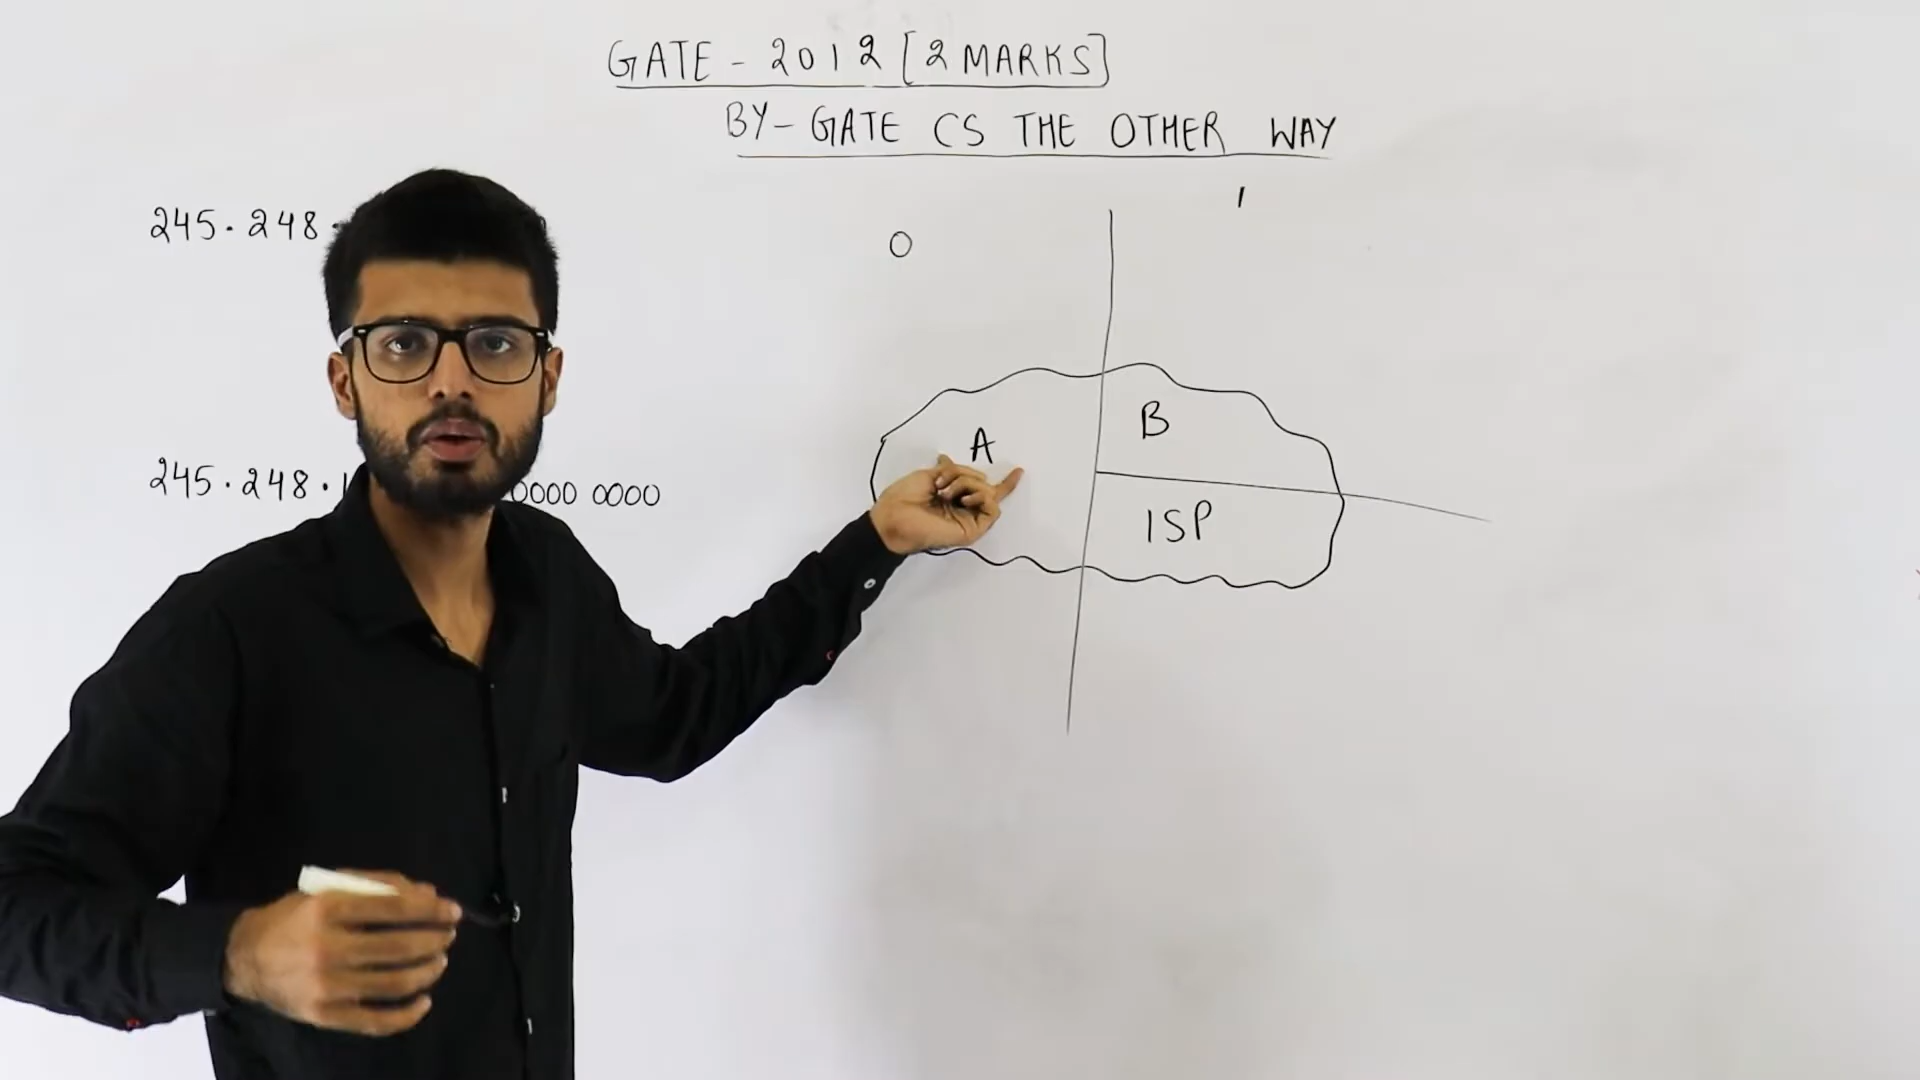 GATE - 2012 [2 MARKS]
BY - GATE CS THE OTHER WAY
245.248.
0
1
A
B
245.248.1 0000 0000
ISP